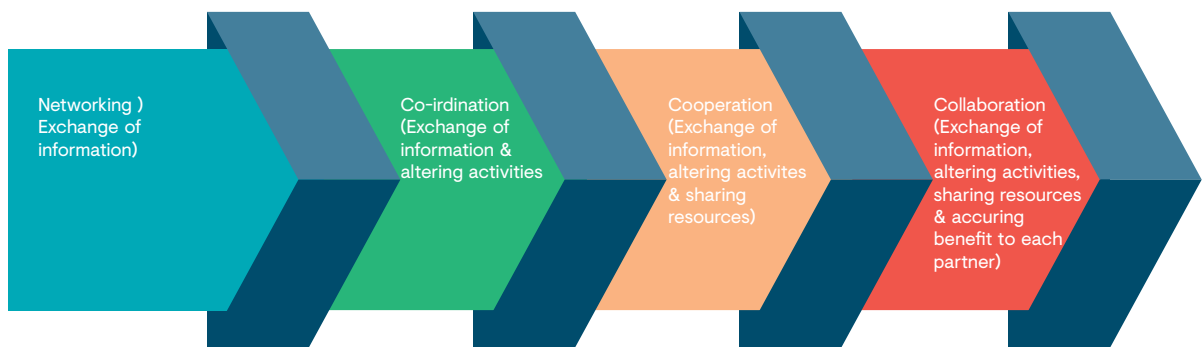 Networking )
Exchange of
information)
Co-irdination
(Exchange of
information &
altering activities
Cooperation
(Exchange of
information,
altering activites
& sharing
resources)
Collaboration
(Exchange of
information,
altering activities,
sharing resources
& accuring
benefit to each
partner)